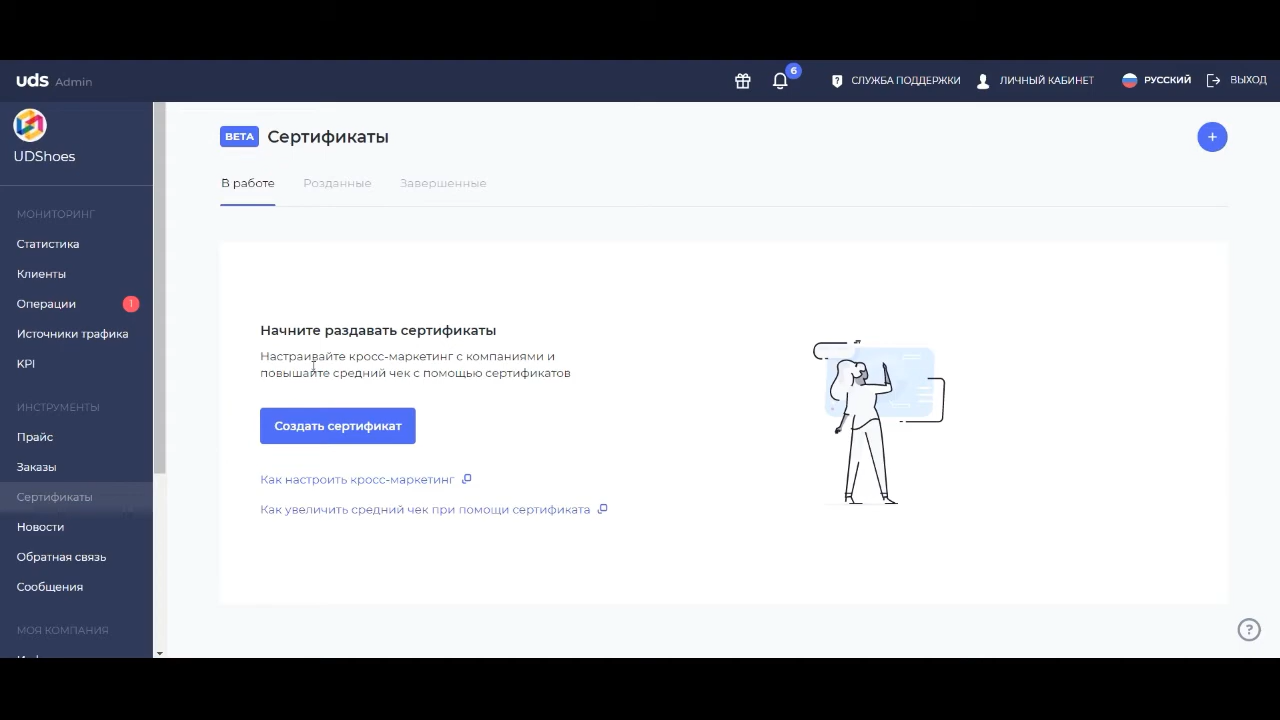 uds Admin
6
СЛУЖБА ПОДДЕРЖКИ
ЛИЧНЫЙ КАБИНЕТ
РУССКИЙ
ВЫХОД
UDShoes
МОНИТОРИНГ
Статистика
Клиенты
Операции 1
Источники трафика
KPI
ИНСТРУМЕНТЫ
Прайс
Заказы
Сертификаты
Новости
Обратная связь
Сообщения
МОЯ КОМПАНИЯ
BETA Сертификаты
+
В работе Розданные Завершенные
Начните раздавать сертификаты
Настраивайте кросс-маркетинг с компаниями и
повышайте средний чек с помощью сертификатов
Создать сертификат
Как настроить кросс-маркетинг
Как увеличить средний чек при помощи сертификата
?